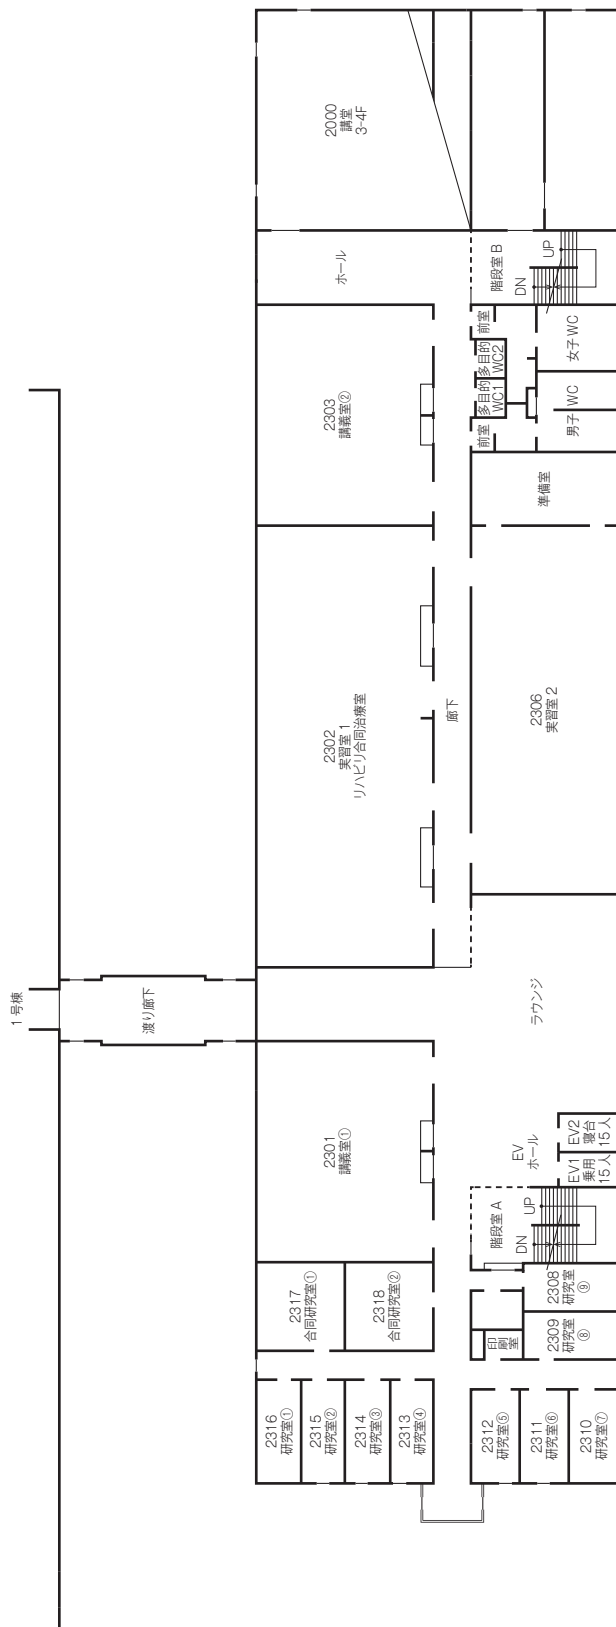 1号棟
渡り廊下
2316
研究室①
2315
研究室②
2314
研究室③
2313
研究室④
2317
合同研究室①
2318
合同研究室②
2301
講義室①
2302
実習室 1
リハビリ合同治療室
2303
講義室②
ホール
2000
講堂
3-4F
廊下
2312
研究室⑤
2311
研究室⑥
2310
研究室⑦
印刷
室
2309
研究室
⑧
2308
研究室
⑨
階段室 A
DN
UP
EV
ホール
EV1
乗用
15人
EV2
寝台
15人
ラウンジ
2306
実習室 2
準備室
前室
多目的
WC1
多目的
WC2
前室
男子 WC
女子 WC
階段室 B
DN
UP